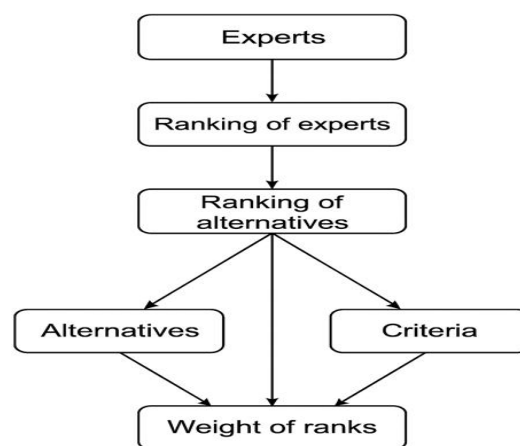 Experts
Ranking of experts
Ranking of
alternatives
Alternatives
Criteria
Weight of ranks